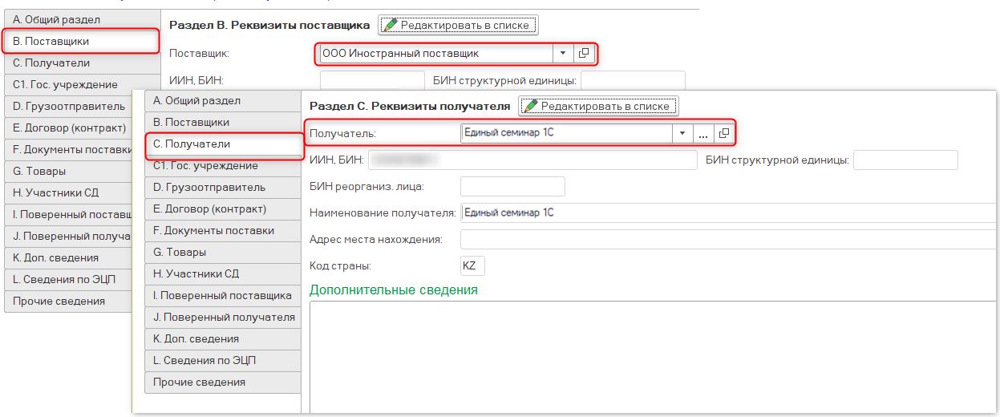 A. Общий раздел
B. Поставщики
C. Получатели
C1. Гос. учреждение
D. Грузоотправитель
E. Договор (контракт)
F. Документы поставки
G. Товары
H. Участники СД
I. Поверенный поставщ
J. Поверенный получа
K. Доп. сведения
L. Сведения по ЭЦП
Прочие сведения
Раздел B. Реквизиты поставщика Редактировать в списке
Поставщик: ООО Иностранный поставщик
ИИН, БИН: БИН структурной единицы:
A. Общий раздел
B. Поставщики
C. Получатели
C1. Гос. учреждение
D. Грузоотправитель
E. Договор (контракт)
F. Документы поставки
G. Товары
H. Участники СД
I. Поверенный поставщика
J. Поверенный получателя
K. Доп. сведения
L. Сведения по ЭЦП
Прочие сведения
Раздел C. Реквизиты получателя Редактировать в списке
Получатель: Единый семинар 1С ...
ИИН, БИН: БИН структурной единицы:
БИН реорганиз. лица:
Наименование получателя: Единый семинар 1С
Адрес места нахождения:
Код страны: KZ
Дополнительные сведения